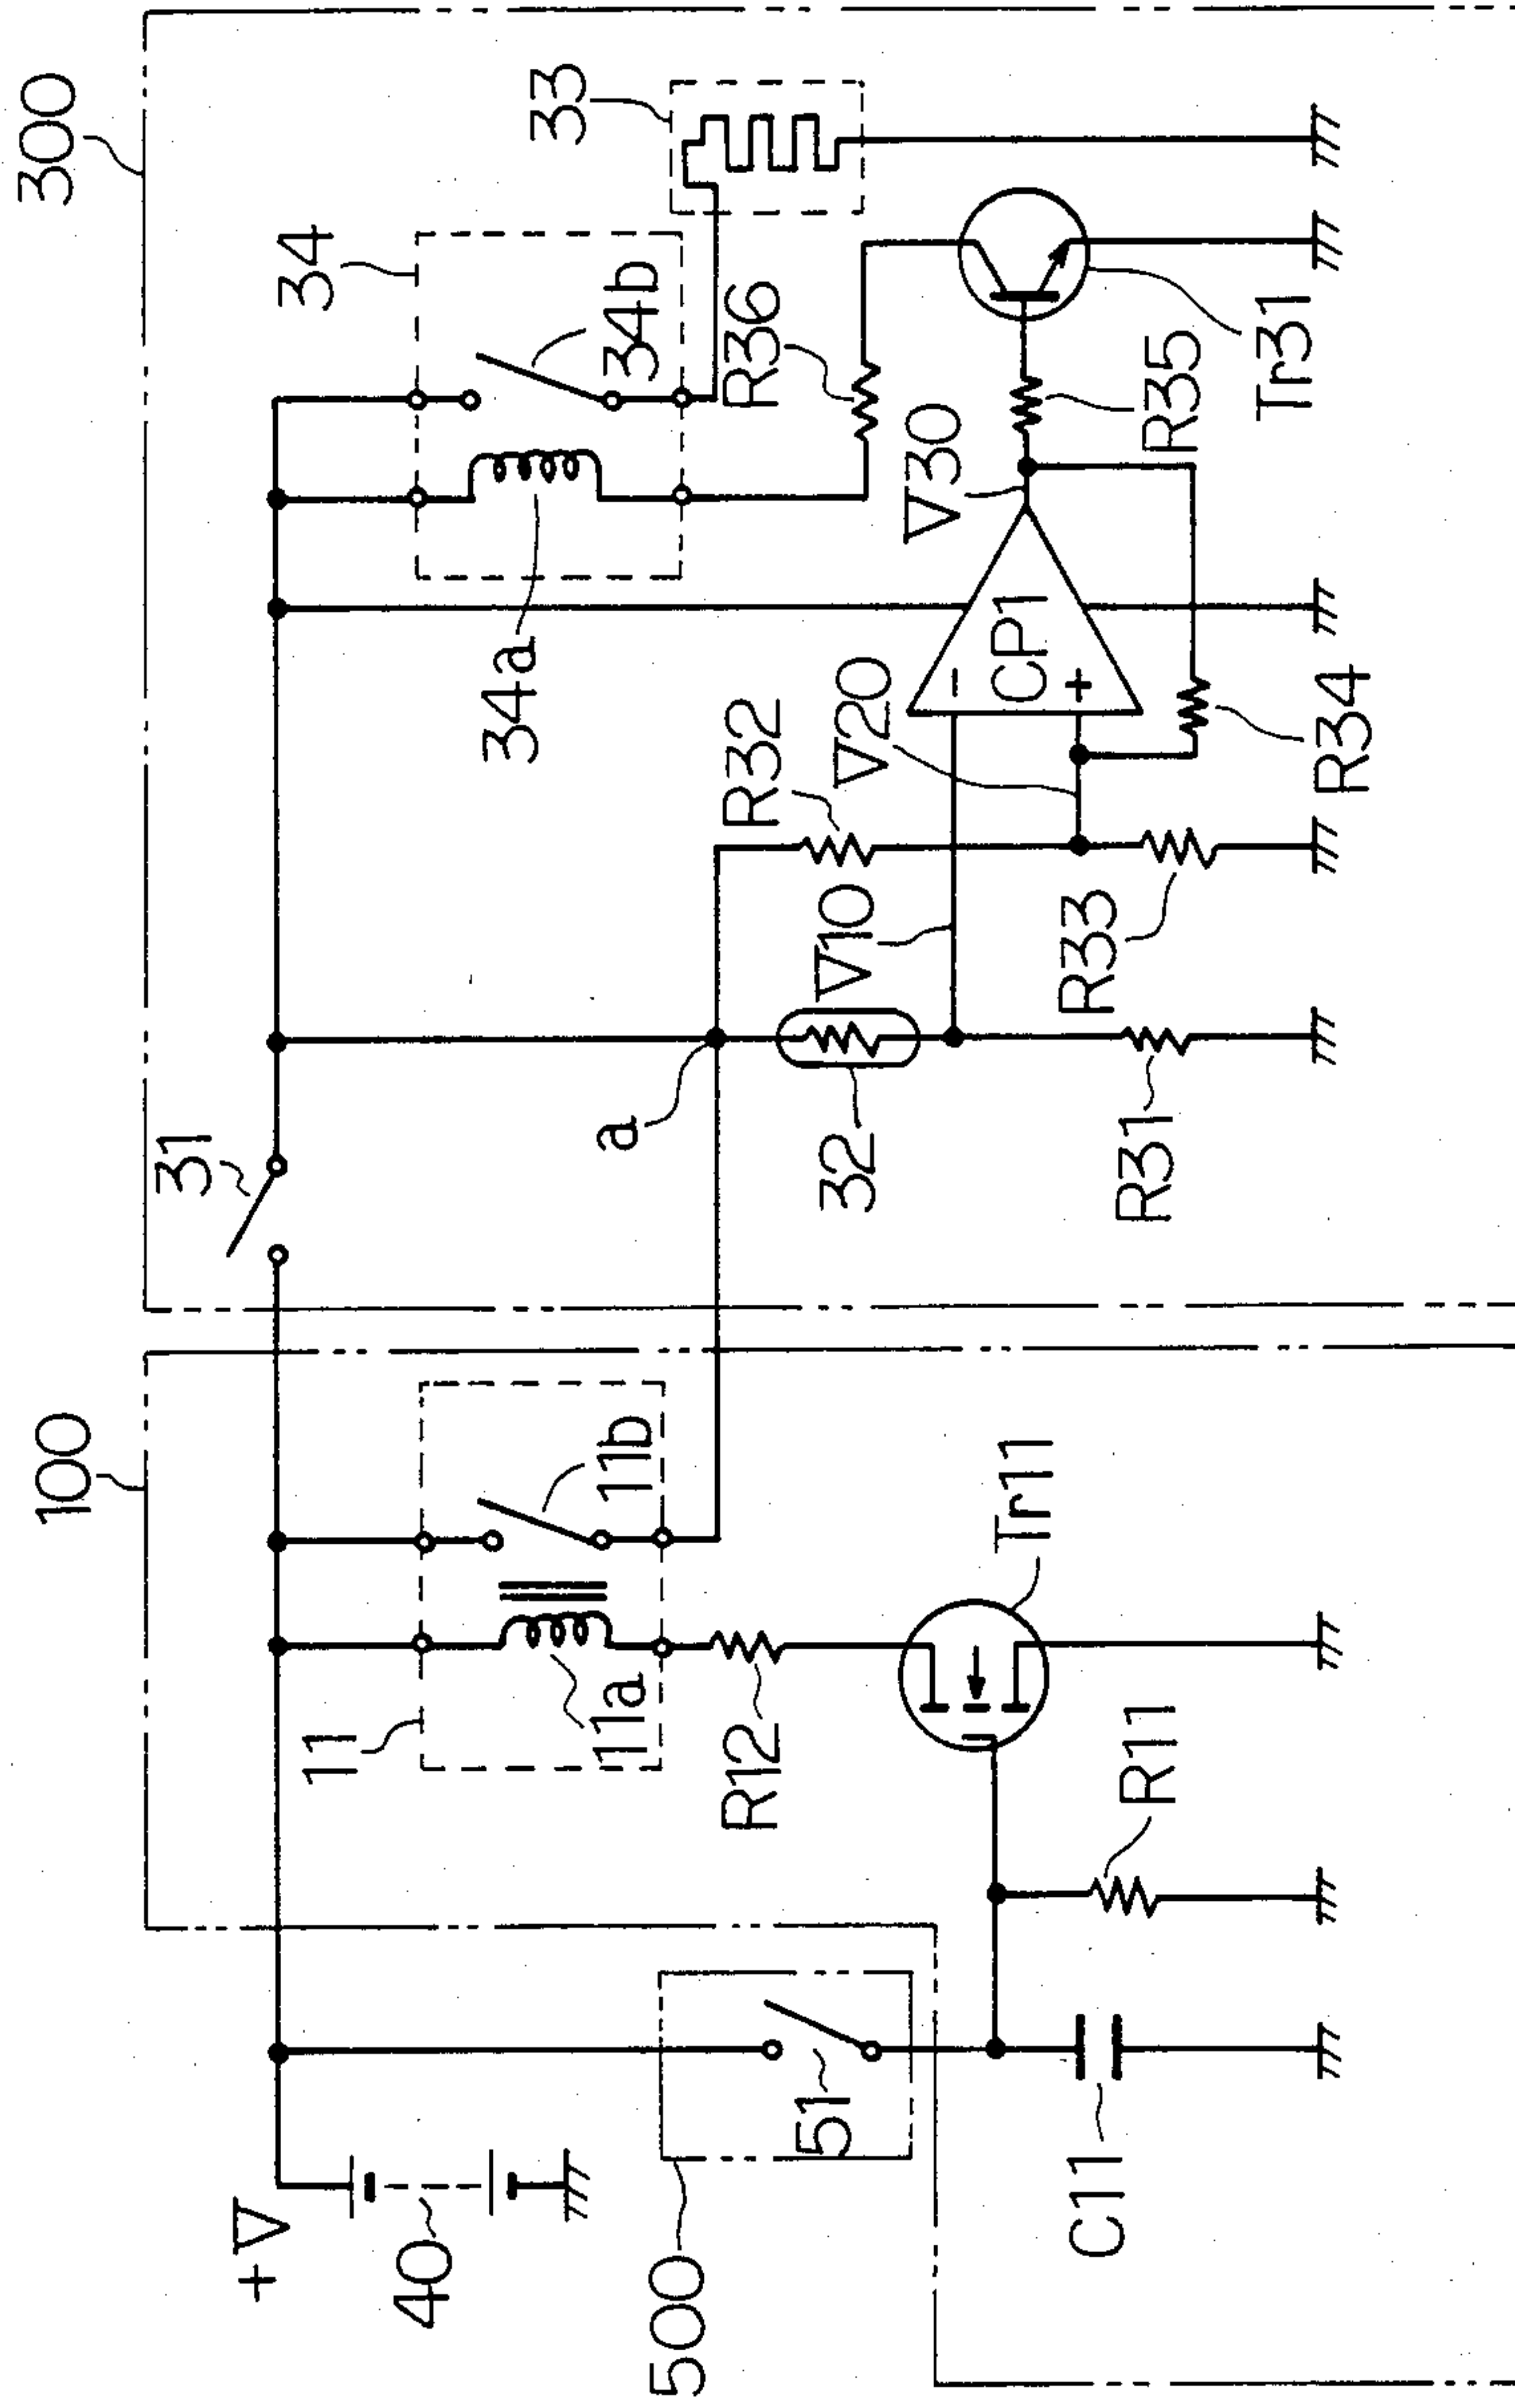 300
100
33
34
34b
R36
34a
31
R32
V20
V30
CP1
−
+
R35
Tr31
V10
R34
R33
a
32
R31
11b
11
11a
R12
Tr11
R11
+V
40
500
51
C11